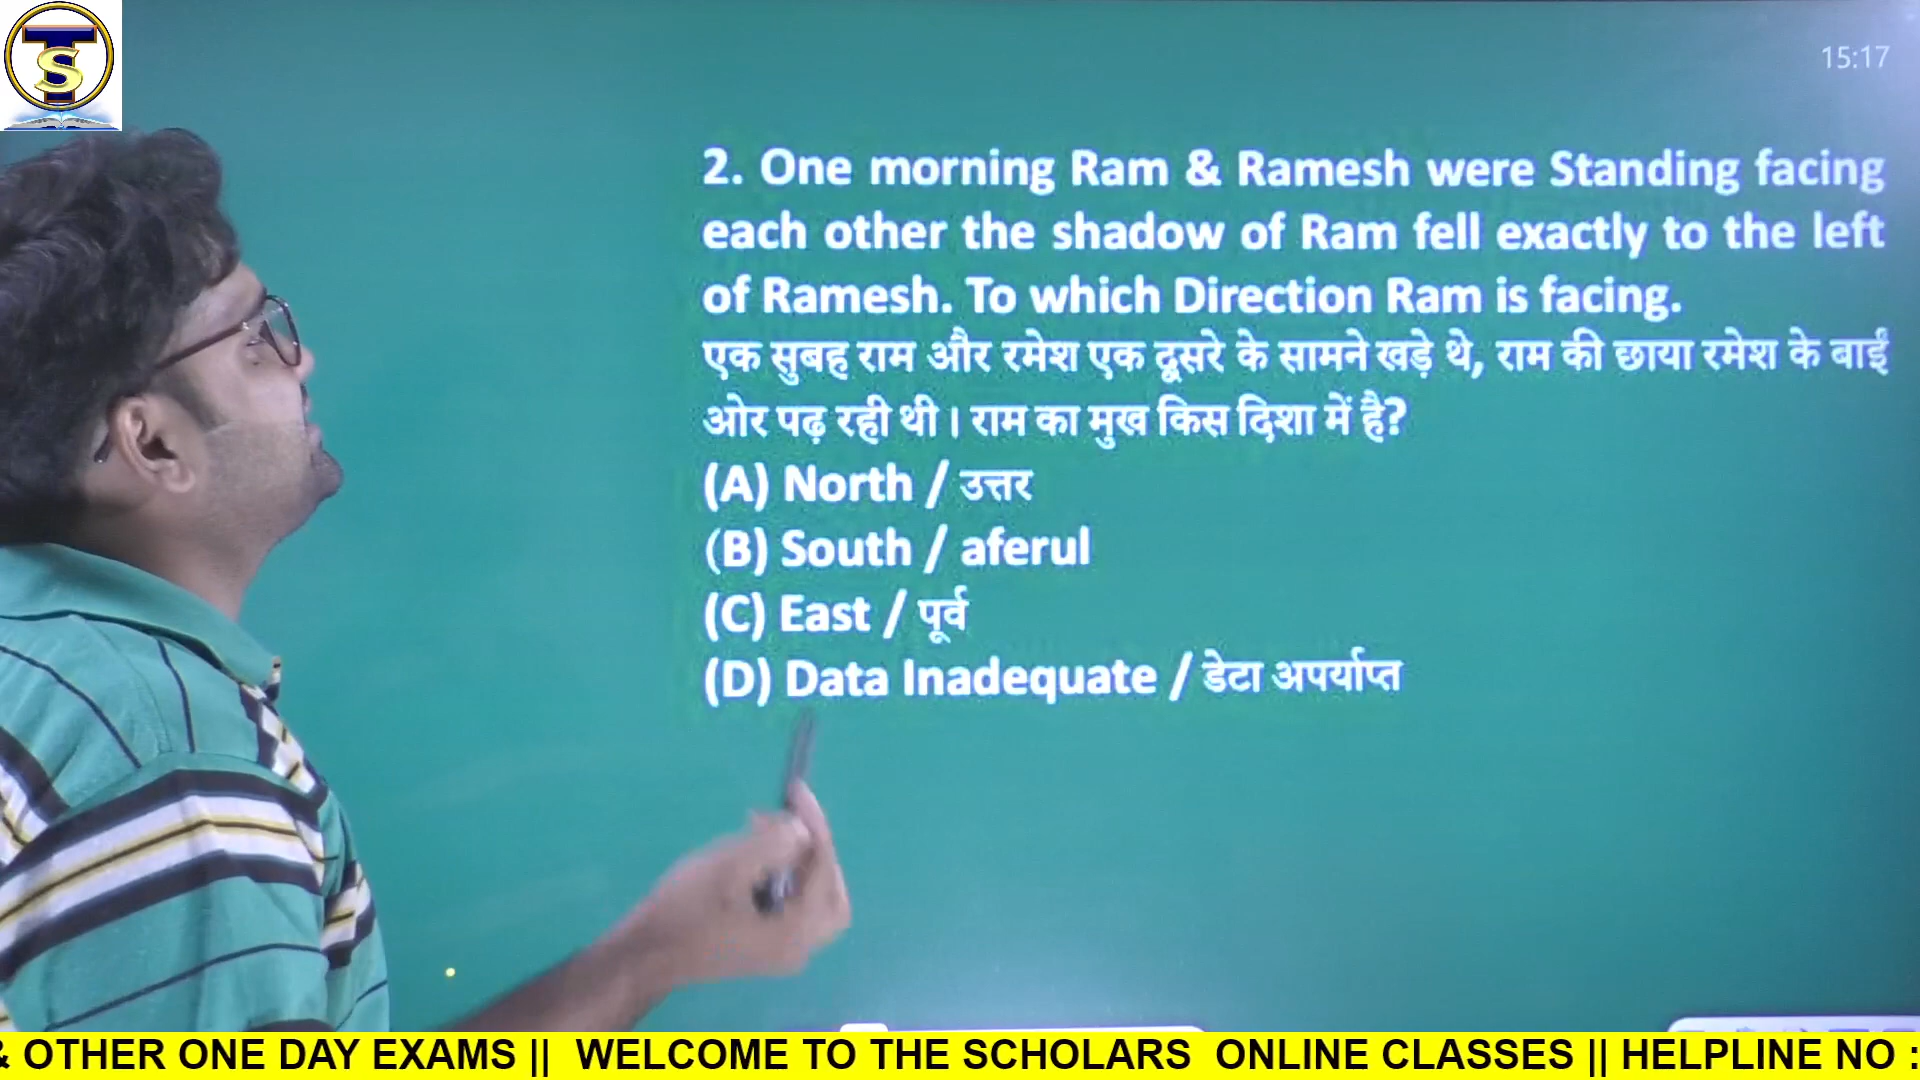 TS
15:17
2. One morning Ram & Ramesh were Standing facing
each other the shadow of Ram fell exactly to the left
of Ramesh. To which Direction Ram is facing.
एक सुबह राम और रमेश एक दूसरे के सामने खड़े थे, राम की छाया रमेश के बाईं
ओर पढ़ रही थी। राम का मुख किस दिशा में है?
(A) North / उत्तर
(B) South / aferul
(C) East / पूर्व
(D) Data Inadequate / डेटा अपर्याप्त
& OTHER ONE DAY EXAMS || WELCOME TO THE SCHOLARS ONLINE CLASSES || HELPLINE NO :